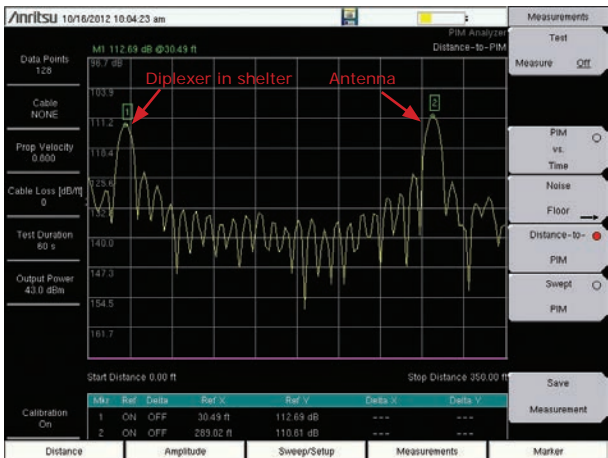 Anritsu 10/16/2012 10:04:23 am
Measurements
PIM Analyzer
M1 112.69 dB @30.49 ft
Distance-to-PIM
Data Points
128
Cable
NONE
Prop Velocity
0.800
Cable Loss [dB/ft]
0
Test Duration
60 s
Output Power
43.0 dBm
Calibration
On
96.7 dB
103.9
111.2
118.4
125.6
132.9
140.0
147.3
154.5
161.7
Diplexer in shelter
Antenna
1
2
Start Distance 0.00 ft
Stop Distance 350.00 ft
Mkr Ref Delta Ref X Ref Y Delta X Delta Y
1 ON OFF 30.49 ft 112.69 dB --- ---
2 ON OFF 289.02 ft 110.61 dB --- ---
Test
Measure Off
PIM
vs.
Time
Noise
Floor
Distance-to-
PIM
Swept
PIM
Save
Measurement
Distance
Amplitude
Sweep/Setup
Measurements
Marker